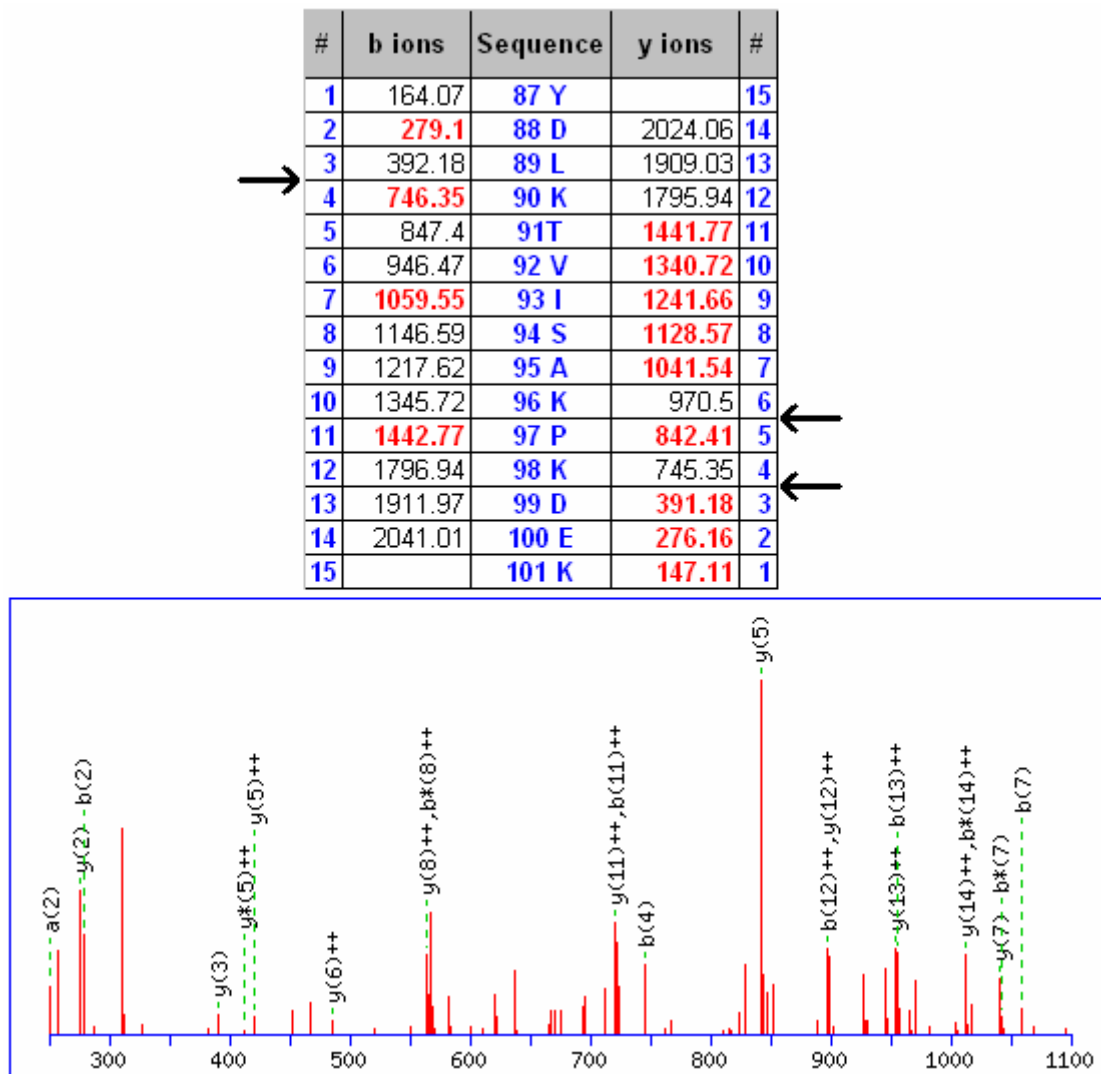 # b ions Sequence y ions #
1 164.07 87 Y 15
2 279.1 88 D 2024.06 14
3 392.18 89 L 1909.03 13
4 746.35 90 K 1795.94 12
5 847.4 91T 1441.77 11
6 946.47 92 V 1340.72 10
7 1059.55 93 I 1241.66 9
8 1146.59 94 S 1128.57 8
9 1217.62 95 A 1041.54 7
10 1345.72 96 K 970.5 6
11 1442.77 97 P 842.41 5
12 1796.94 98 K 745.35 4
13 1911.97 99 D 391.18 3
14 2041.01 100 E 276.16 2
15 101 K 147.11 1
a(2)
y(2)
b(2)
y(3)
y*(5)++
y(5)++
y(6)++
y(8)++,b*(8)++
y(11)++,b(11)++
b(4)
y(5)
b(12)++,y(12)++
y(13)++
b(13)++
y(14)++,b*(14)++
y(7)
b*(7)
b(7)
300 400 500 600 700 800 900 1000 1100